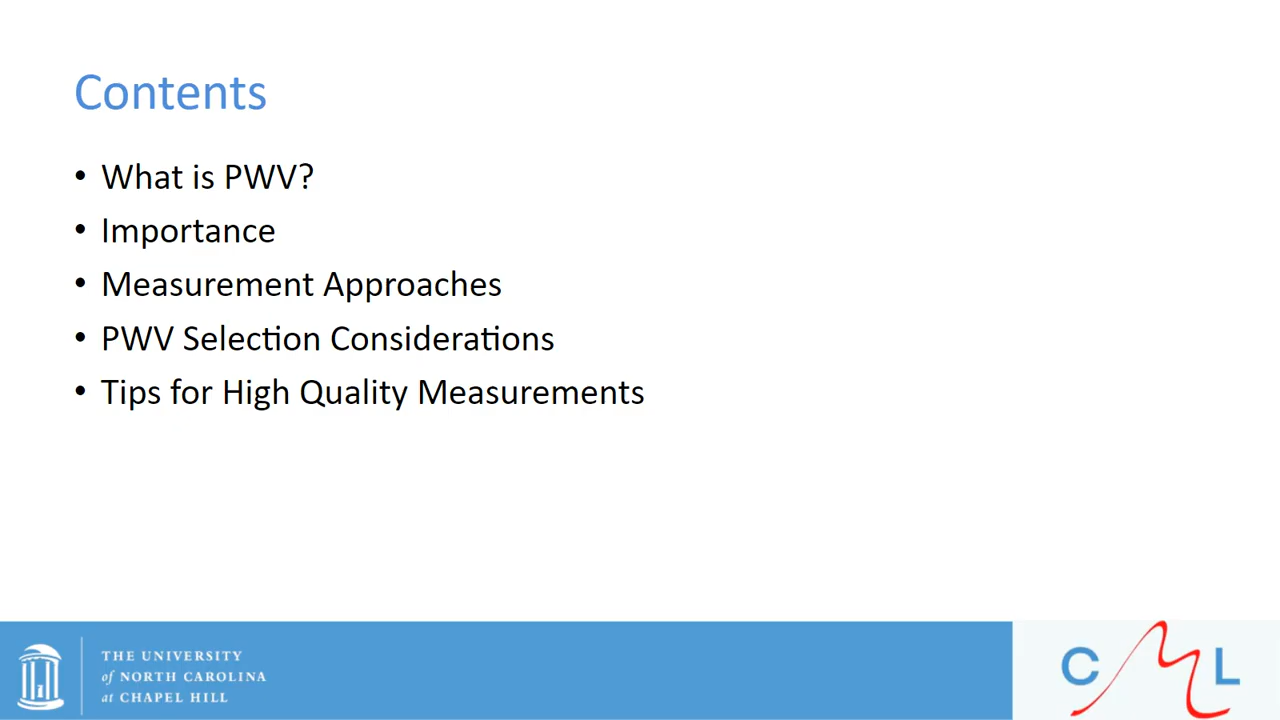 Contents
• What is PWV?
• Importance
• Measurement Approaches
• PWV Selection Considerations
• Tips for High Quality Measurements
THE UNIVERSITY
of NORTH CAROLINA
at CHAPEL HILL
C M L